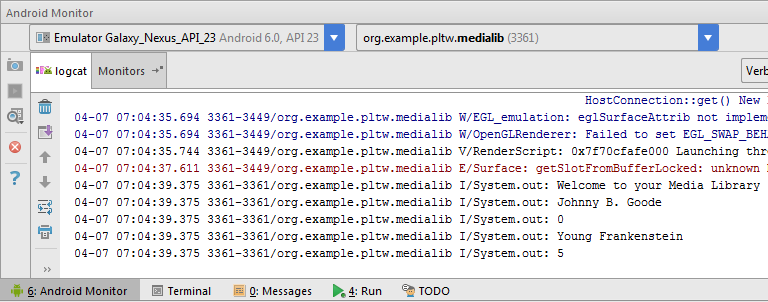 Android Monitor
Emulator Galaxy_Nexus_API_23 Android 6.0, API 23 org.example.pltw.medialib (3361)
logcat Monitors Verb
HostConnection::get() New
04-07 07:04:35.694 3361-3449/org.example.pltw.medialib W/EGL_emulation: eglSurfaceAttrib not impleme
04-07 07:04:35.694 3361-3449/org.example.pltw.medialib W/OpenGLRenderer: Failed to set EGL_SWAP_BEH
04-07 07:04:35.744 3361-3449/org.example.pltw.medialib V/RenderScript: 0x7f70cfafe000 Launching thr
04-07 07:04:37.611 3361-3449/org.example.pltw.medialib E/Surface: getSlotFromBufferLocked: unknown
04-07 07:04:39.375 3361-3361/org.example.pltw.medialib I/System.out: Welcome to your Media Library
04-07 07:04:39.375 3361-3361/org.example.pltw.medialib I/System.out: Johnny B. Goode
04-07 07:04:39.375 3361-3361/org.example.pltw.medialib I/System.out: 0
04-07 07:04:39.375 3361-3361/org.example.pltw.medialib I/System.out: Young Frankenstein
04-07 07:04:39.375 3361-3361/org.example.pltw.medialib I/System.out: 5
6: Android Monitor Terminal 0: Messages 4: Run TODO